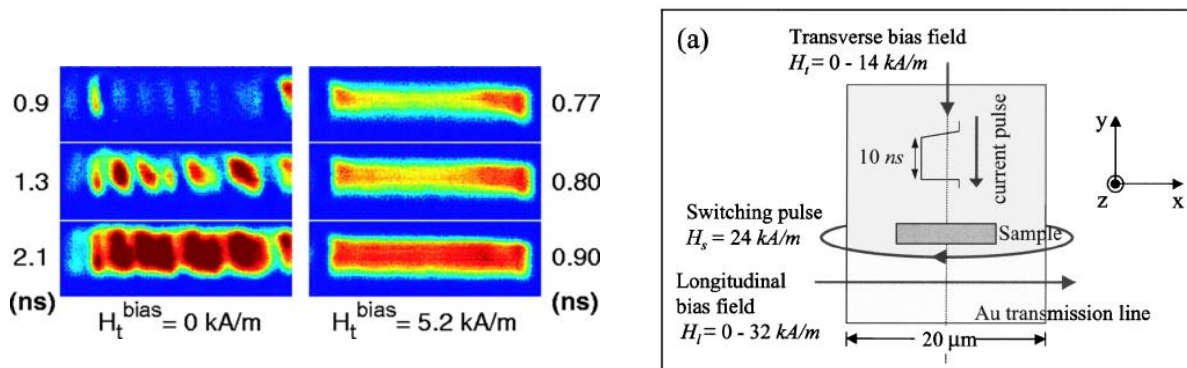 0.9
1.3
2.1
(ns)
H_t^bias = 0 kA/m
H_t^bias = 5.2 kA/m
0.77
0.80
0.90
(ns)
(a)
Transverse bias field
H_t = 0 - 14 kA/m
10 ns
current pulse
y
z
x
Switching pulse
H_s = 24 kA/m
Sample
Longitudinal
bias field
H_l = 0 - 32 kA/m
Au transmission line
20 μm